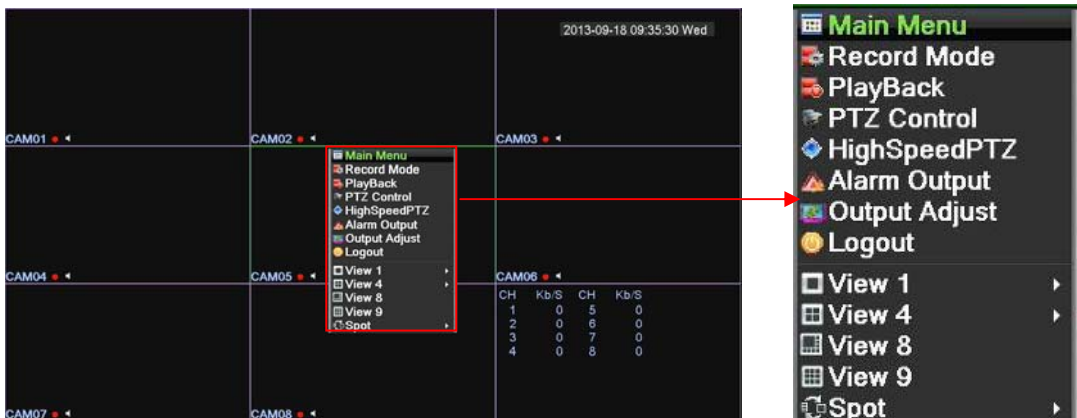 2013-09-18 09:35:30 Wed
CAM01
CAM02
CAM03
Main Menu
Record Mode
PlayBack
PTZ Control
HighSpeedPTZ
Alarm Output
Output Adjust
Logout
View 1
View 4
View 8
View 9
Spot
CAM04
CAM05
CAM06
CH Kb/S CH Kb/S
1 0 5 0
2 0 6 0
3 0 7 0
4 0 8 0
CAM07
CAM08
Main Menu
Record Mode
PlayBack
PTZ Control
HighSpeedPTZ
Alarm Output
Output Adjust
Logout
View 1
View 4
View 8
View 9
Spot